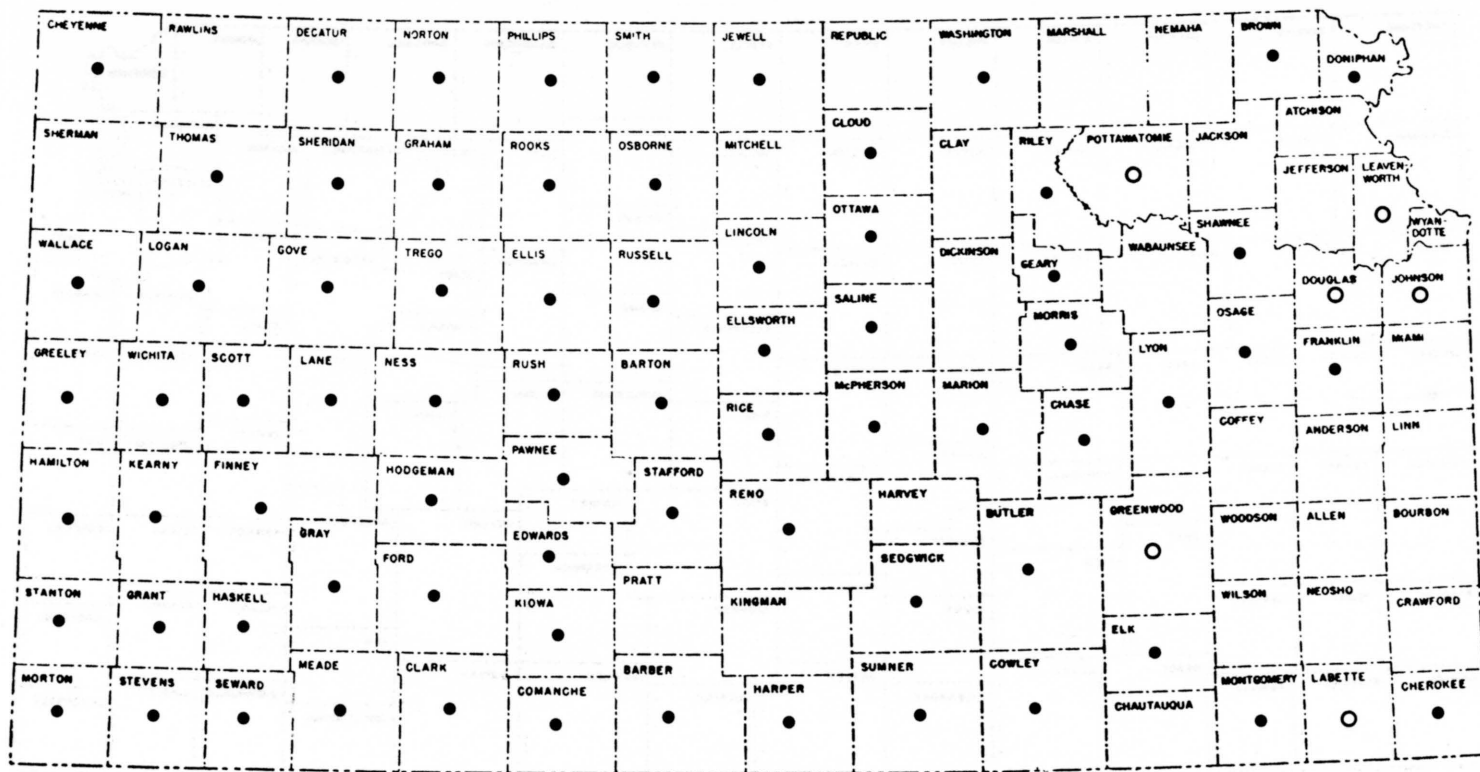 CHEYENNE
RAWLINS
DECATUR
NORTON
PHILLIPS
SMITH
JEWELL
REPUBLIC
WASHINGTON
MARSHALL
NEMAHA
BROWN
DONIPHAN
SHERMAN
THOMAS
SHERIDAN
GRAHAM
ROOKS
OSBORNE
MITCHELL
CLOUD
CLAY
RILEY
POTTAWATOMIE
JACKSON
ATCHISON
JEFFERSON
LEAVEN-
WORTH
WYAN
DOTTE
WALLACE
LOGAN
GOVE
TREGO
ELLIS
RUSSELL
LINCOLN
OTTAWA
DICKINSON
GEARY
WABAUNSEE
SHAWNEE
DOUGLAS
JOHNSON
ELLSWORTH
SALINE
MORRIS
OSAGE
GREELEY
WICHITA
SCOTT
LANE
NESS
RUSH
BARTON
RICE
McPHERSON
MARION
CHASE
LYON
FRANKLIN
MIAMI
COFFEY
ANDERSON
LINN
HAMILTON
KEARNY
FINNEY
HODGEMAN
PAWNEE
STAFFORD
RENO
HARVEY
BUTLER
GREENWOOD
WOODSON
ALLEN
BOURBON
GRAY
FORD
EDWARDS
PRATT
SEDGWICK
STANTON
GRANT
HASKELL
KIOWA
KINGMAN
ELK
WILSON
NEOSHO
CRAWFORD
MORTON
STEVENS
SEWARD
MEADE
CLARK
COMANCHE
BARBER
HARPER
SUMNER
COWLEY
CHAUTAUQUA
MONTGOMERY
LABETTE
CHEROKEE